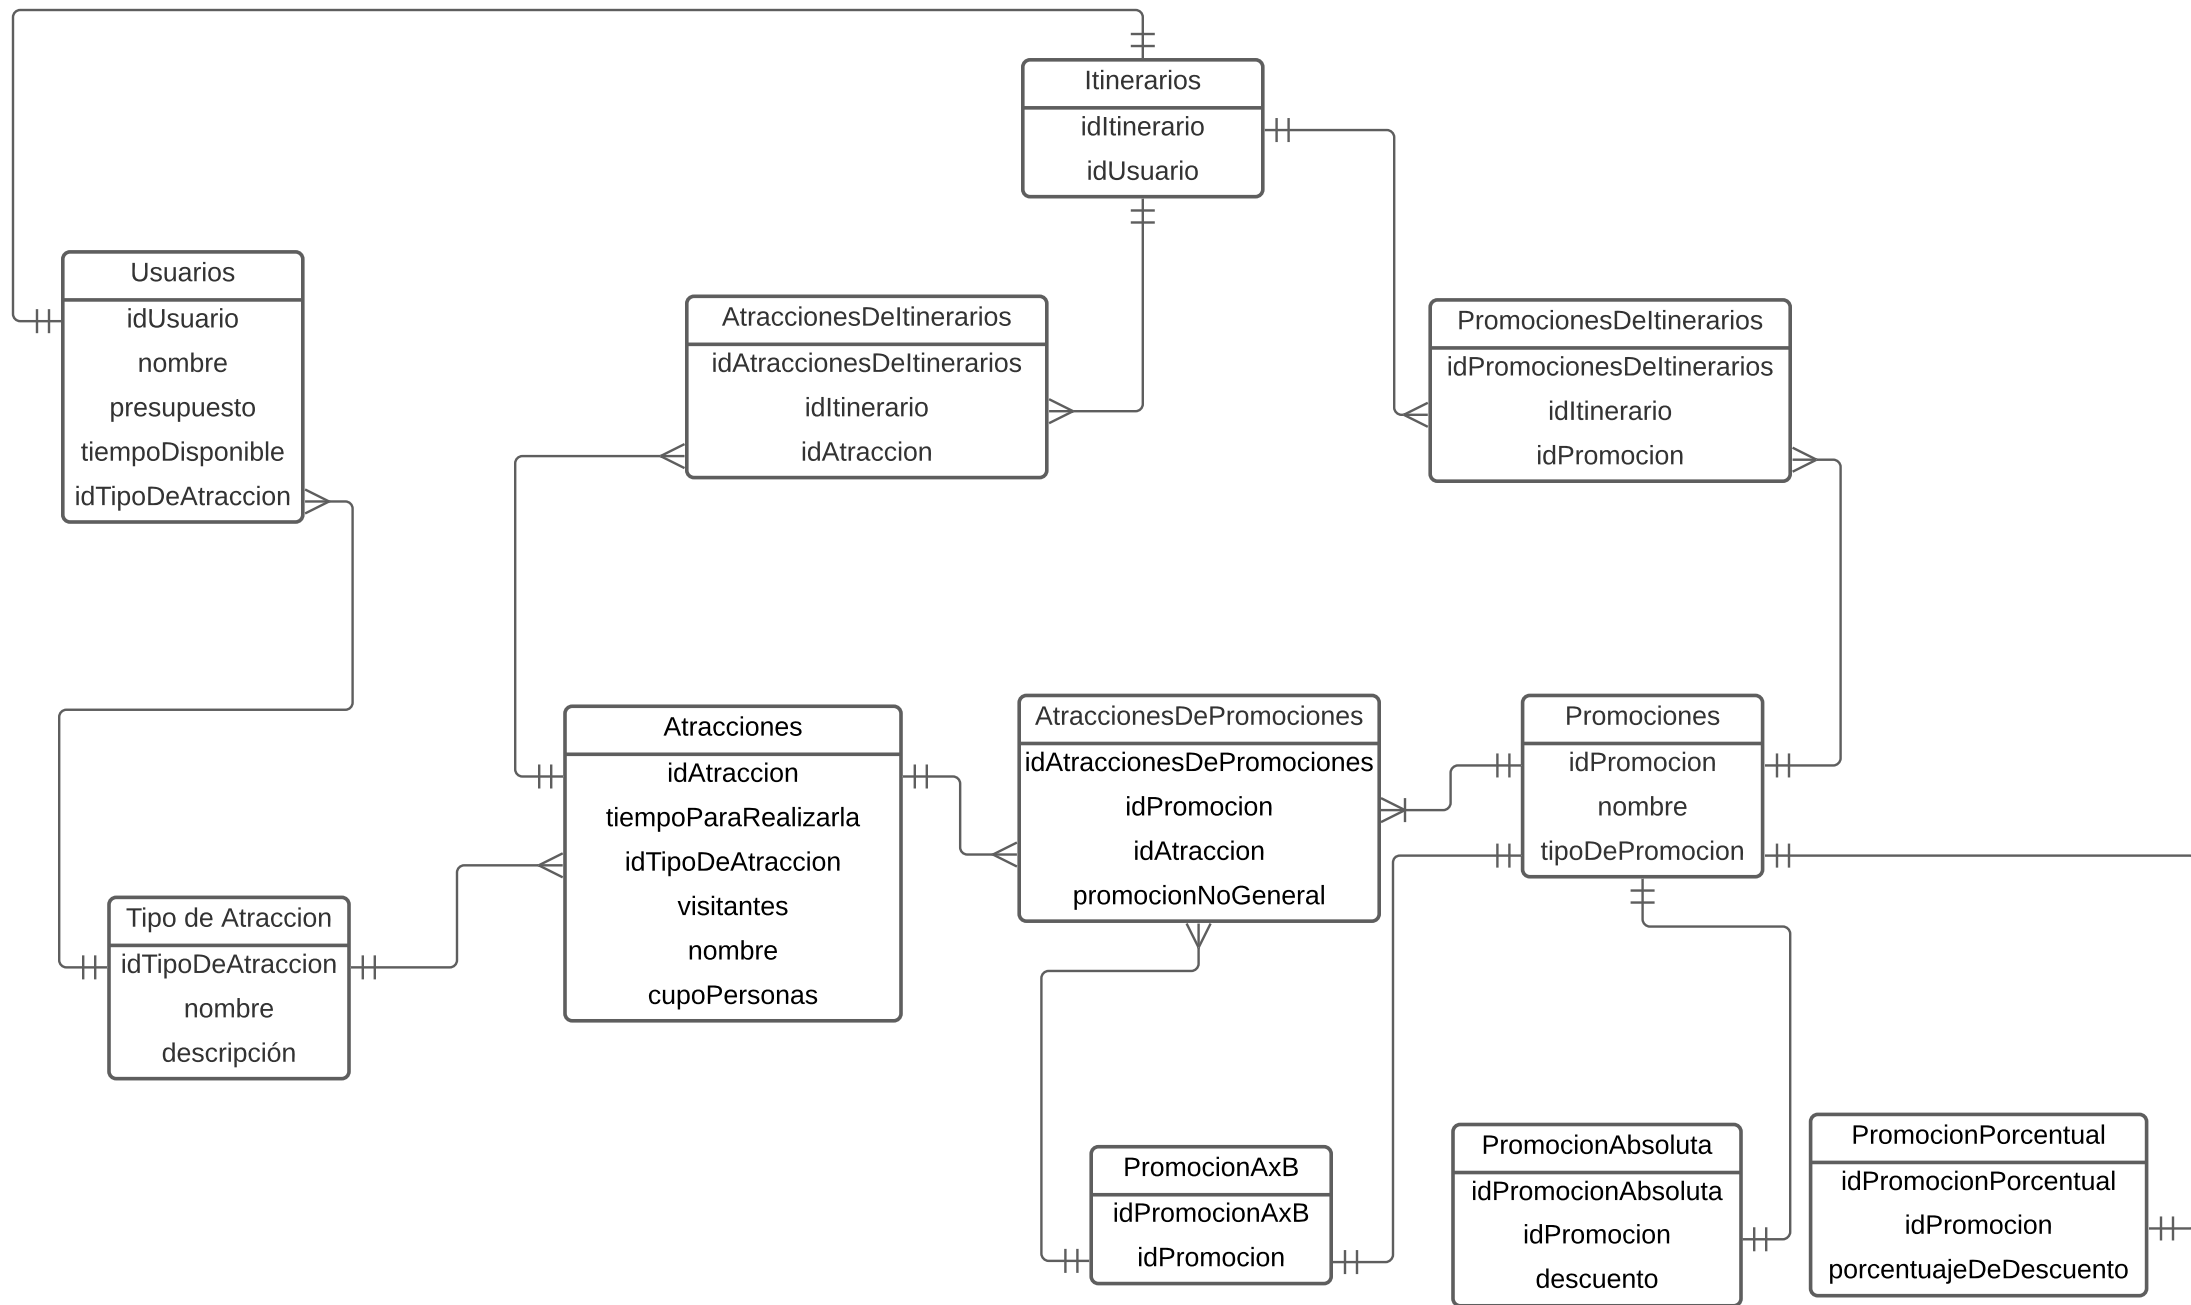 Itinerarios
idItinerario
idUsuario
Usuarios
idUsuario
nombre
presupuesto
tiempoDisponible
idTipoDeAtraccion
AtraccionesDeItinerarios
idAtraccionesDeItinerarios
idItinerario
idAtraccion
PromocionesDeItinerarios
idPromocionesDeItinerarios
idItinerario
idPromocion
Atracciones
idAtraccion
tiempoParaRealizarla
idTipoDeAtraccion
visitantes
nombre
cupoPersonas
AtraccionesDePromociones
idAtraccionesDePromociones
idPromocion
idAtraccion
promocionNoGeneral
Promociones
idPromocion
nombre
tipoDePromocion
Tipo de Atraccion
idTipoDeAtraccion
nombre
descripción
PromocionAxB
idPromocionAxB
idPromocion
PromocionAbsoluta
idPromocionAbsoluta
idPromocion
descuento
PromocionPorcentual
idPromocionPorcentual
idPromocion
porcentuajeDeDescuento